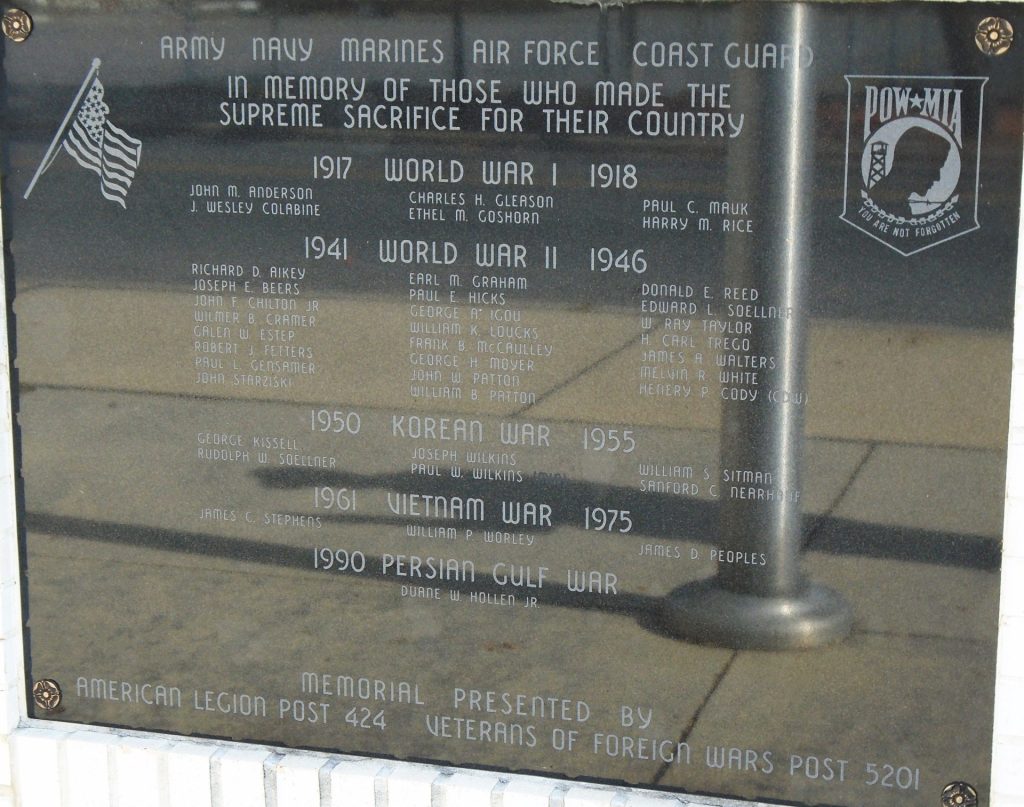 ARMY NAVY MARINES AIR FORCE COAST GUARD
IN MEMORY OF THOSE WHO MADE THE
SUPREME SACRIFICE FOR THEIR COUNTRY
POW★MIA
YOU ARE NOT FORGOTTEN
1917 WORLD WAR I 1918
JOHN M. ANDERSON
J. WESLEY COLABINE
CHARLES H. GLEASON
ETHEL M. GOSHORN
PAUL C. MAUK
HARRY M. RICE
1941 WORLD WAR II 1946
RICHARD D. AIKEY
JOSEPH E. BEERS
JOHN F. CHILTON JR
WILMER B. CRAMER
GALEN W. ESTEP
ROBERT J. FETTERS
PAUL L. GENSAMER
JOHN STARZISKI
EARL M. GRAHAM
PAUL E. HICKS
GEORGE A. IGOU
WILLIAM K. LOUCKS
FRANK B. McCAULLEY
GEORGE H. MOYER
JOHN W. PATTON
WILLIAM B. PATTON
DONALD E. REED
EDWARD L. SOELLNER
W. RAY TAYLOR
H. CARL TREGO
JAMES A. WALTERS
MELVIN R. WHITE
HENERY P. CODY (CDW)
1950 KOREAN WAR 1955
GEORGE KISSELL
RUDOLPH W. SOELLNER
JOSEPH WILKINS
PAUL W. WILKINS
WILLIAM S. SITMAN
SANFORD C. NEARHOOF
1961 VIETNAM WAR 1975
JAMES C. STEPHENS
WILLIAM P. WORLEY
JAMES D. PEOPLES
1990 PERSIAN GULF WAR
DUANE W. HOLLEN JR.
MEMORIAL PRESENTED BY
AMERICAN LEGION POST 424 VETERANS OF FOREIGN WARS POST 5201